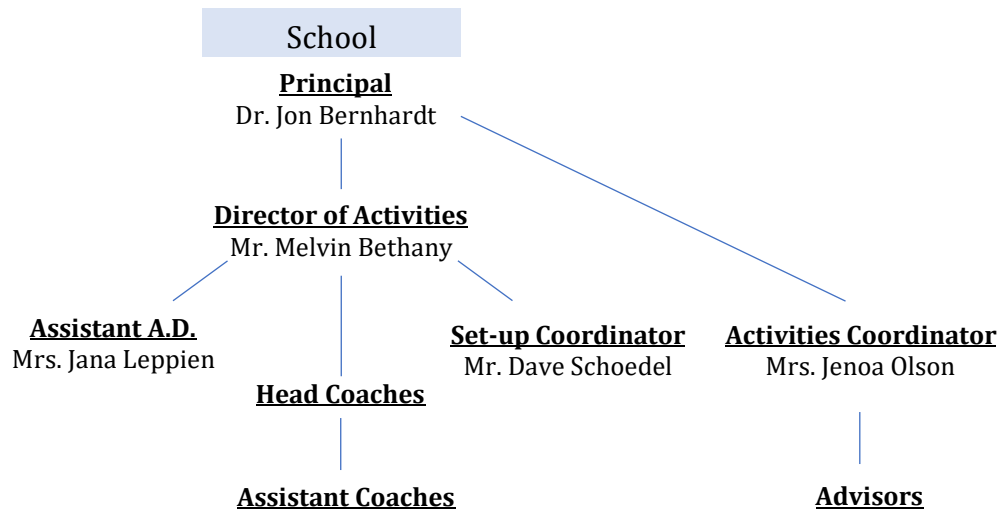 School
Principal
Dr. Jon Bernhardt
Director of Activities
Mr. Melvin Bethany
Assistant A.D.
Mrs. Jana Leppien
Set-up Coordinator
Mr. Dave Schoedel
Activities Coordinator
Mrs. Jenoa Olson
Head Coaches
Assistant Coaches
Advisors